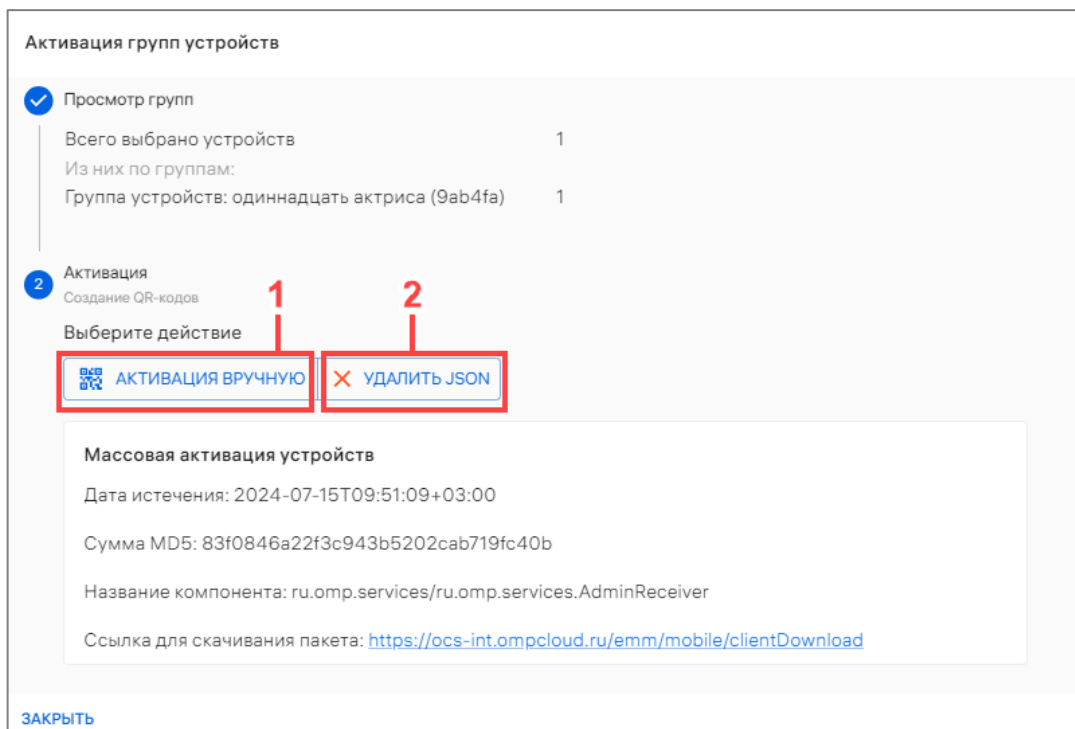 Активация групп устройств
Просмотр групп
Всего выбрано устройств 1
Из них по группам:
Группа устройств: одиннадцать актриса (9ab4fa) 1
2 Активация
Создание QR-кодов
1 2
Выберите действие
АКТИВАЦИЯ ВРУЧНУЮ УДАЛИТЬ JSON
Массовая активация устройств
Дата истечения: 2024-07-15T09:51:09+03:00
Сумма MD5: 83f0846a22f3c943b5202cab719fc40b
Название компонента: ru.omp.services/ru.omp.services.AdminReceiver
Ссылка для скачивания пакета: https://ocs-int.ompcloud.ru/emm/mobile/clientDownload
ЗАКРЫТЬ